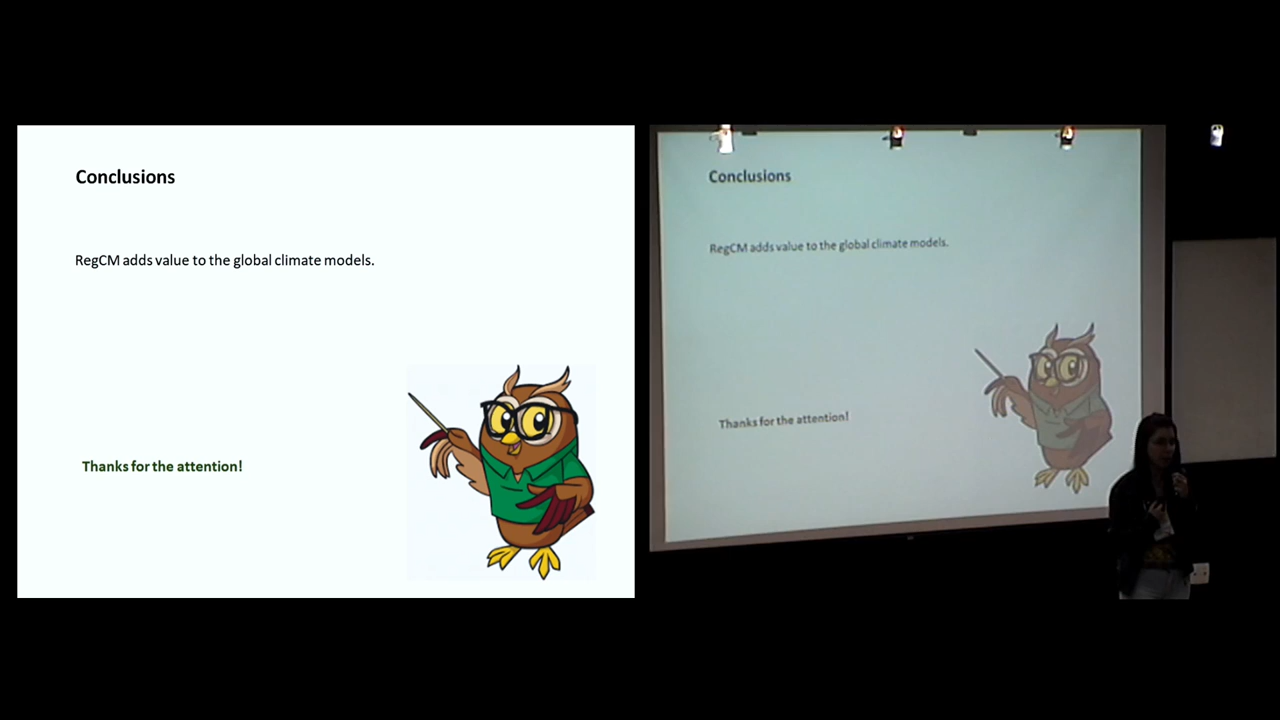 Conclusions
RegCM adds value to the global climate models.
Thanks for the attention!
Conclusions
RegCM adds value to the global climate models.
Thanks for the attention!